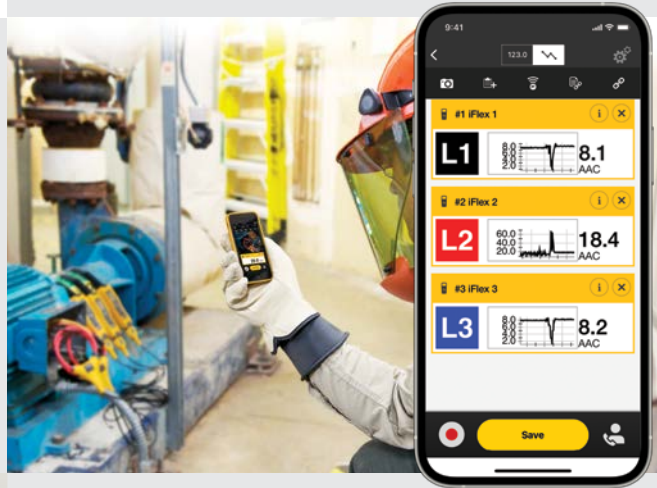 9:41
123.0
#1 iFlex 1
i
L1
8.0
6.0
4.0
2.0
8.1
AAC
#2 iFlex 2
i
L2
60.0
40.0
20.0
18.4
AAC
#3 iFlex 3
i
L3
8.0
6.0
4.0
2.0
8.2
AAC
Save